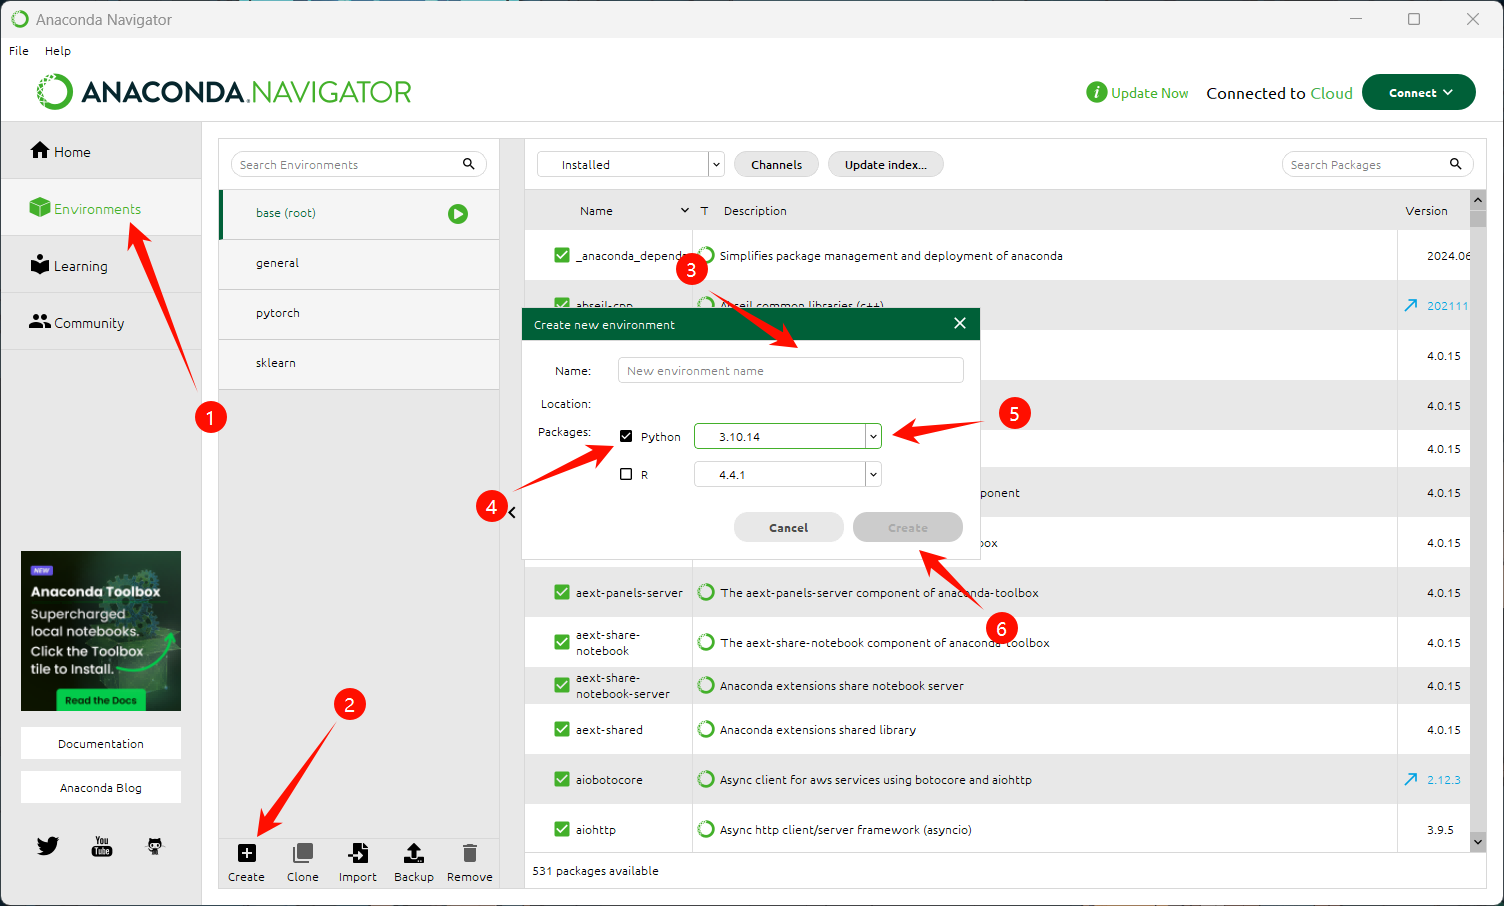 Anaconda Navigator
File Help
ANACONDA.NAVIGATOR
i Update Now Connected to Cloud Connect
Home
Environments
Learning
Community
1
NEW
Anaconda Toolbox
Supercharged
local notebooks.
Click the Toolbox
tile to Install.
Read the Docs
Documentation
Anaconda Blog
You
Tube
Search Environments
base (root)
general
pytorch
sklearn
2
Create Clone Import Backup Remove
Installed Channels Update index... Search Packages
Name T Description Version
_anaconda_depends Simplifies package management and deployment of anaconda 2024.06
3
abseil-cpp Abseil common libraries (c++) 202111
Create new environment
Name: New environment name
Location:
Packages: Python 3.10.14
R 4.4.1
Cancel Create
4
5
6
4.0.15
4.0.15
4.0.15
ponent 4.0.15
box 4.0.15
aext-panels-server The aext-panels-server component of anaconda-toolbox 4.0.15
aext-share-
notebook The aext-share-notebook component of anaconda-toolbox 4.0.15
aext-share-
notebook-server Anaconda extensions share notebook server 4.0.15
aext-shared Anaconda extensions shared library 4.0.15
aiobotocore Async client for aws services using botocore and aiohttp 2.12.3
aiohttp Async http client/server framework (asyncio) 3.9.5
531 packages available